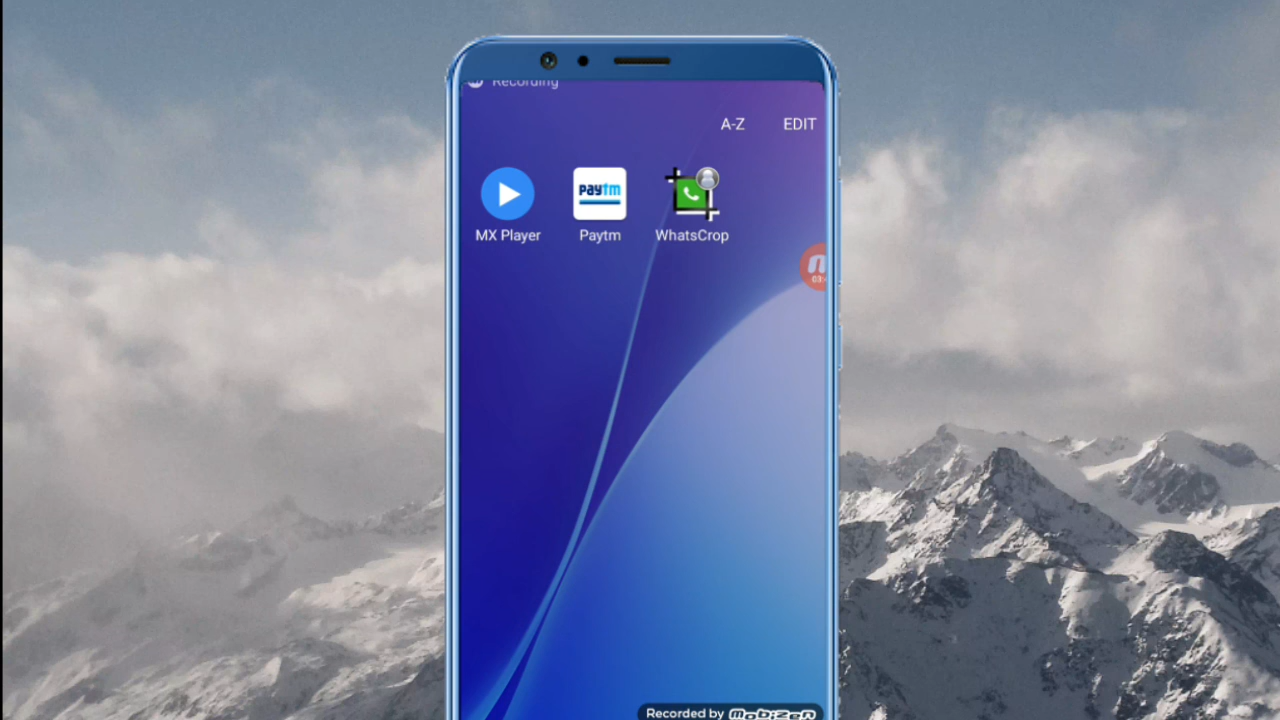 Recording
A-Z EDIT
paytm
MX Player Paytm WhatsCrop
Recorded by MOBIZEN